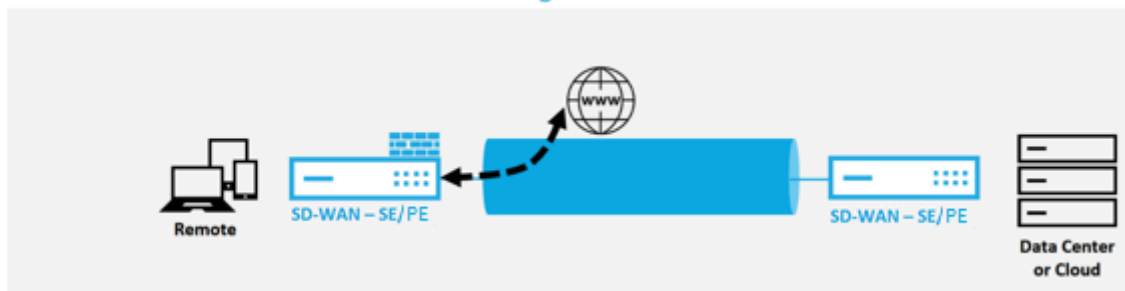 www
SD-WAN – SE/PE
SD-WAN – SE/PE
Remote
Data Center
or Cloud